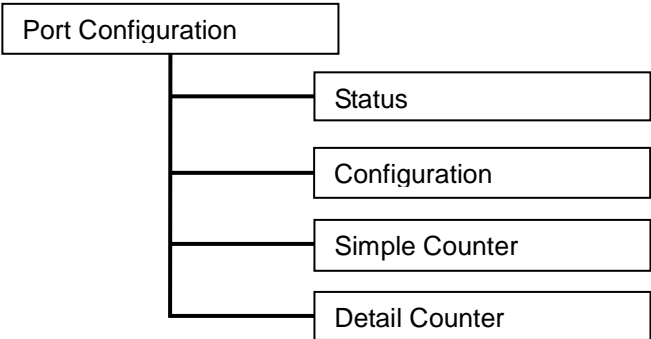 Port Configuration
Status
Configuration
Simple Counter
Detail Counter